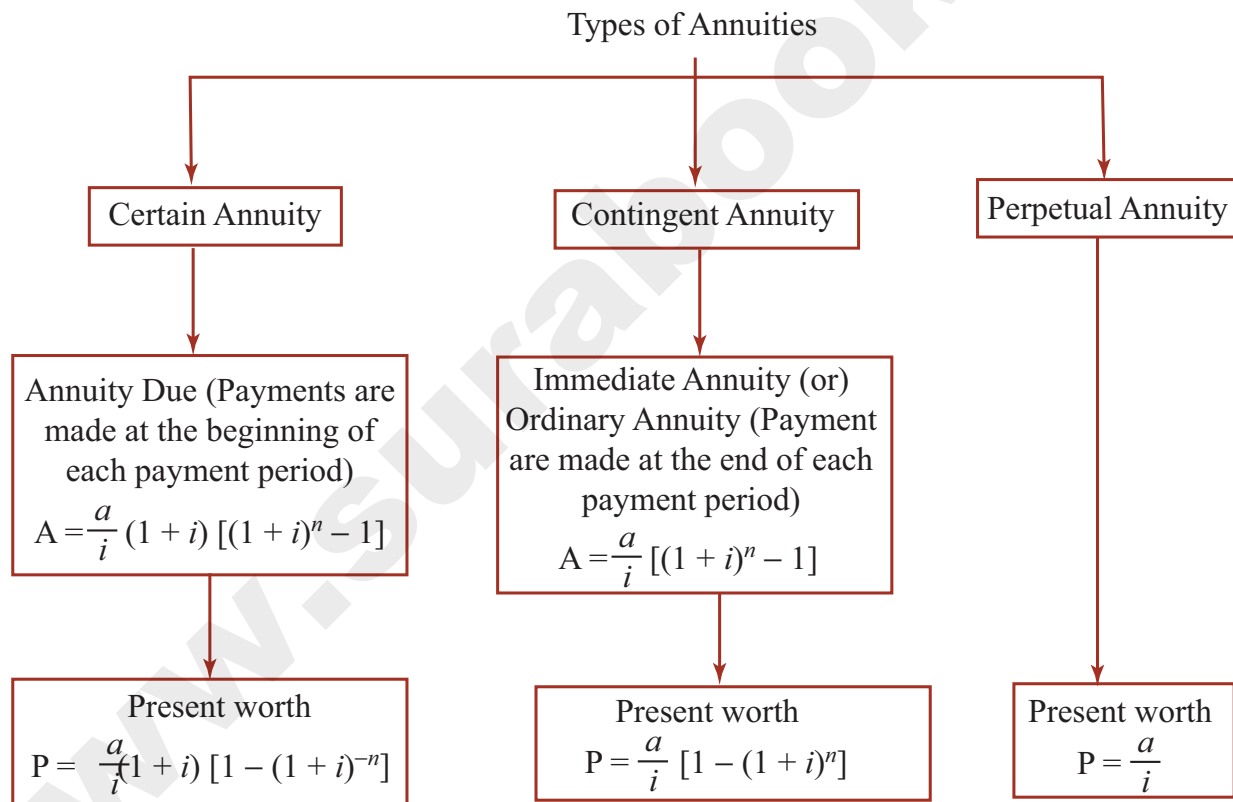 Types of Annuities
Certain Annuity
Contingent Annuity
Perpetual Annuity
Annuity Due (Payments are
made at the beginning of
each payment period)
A = a/i (1 + i) [(1 + i)^n – 1]
Immediate Annuity (or)
Ordinary Annuity (Payment
are made at the end of each
payment period)
A = a/i [(1 + i)^n – 1]
Present worth
P = a/i (1 + i) [1 – (1 + i)^–n]
Present worth
P = a/i [1 – (1 + i)^n]
Present worth
P = a/i
www.surabook